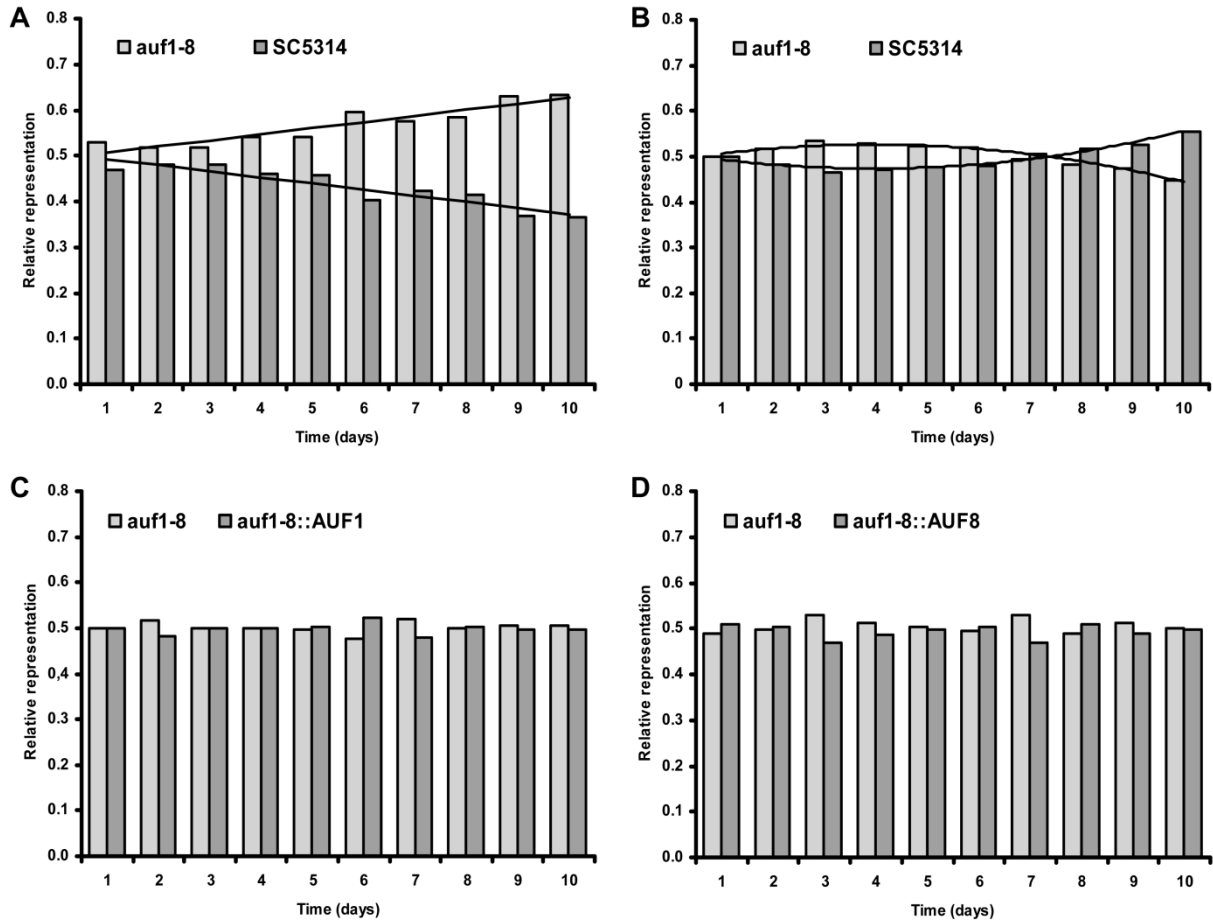 A
0.8
auf1-8 SC5314
0.7
0.6
0.5
0.4
0.3
0.2
0.1
0.0
Relative representation
1 2 3 4 5 6 7 8 9 10
Time (days)
B
0.8
auf1-8 SC5314
0.7
0.6
0.5
0.4
0.3
0.2
0.1
0
Relative representation
1 2 3 4 5 6 7 8 9 10
Time (days)
C
0.8
auf1-8 auf1-8::AUF1
0.7
0.6
0.5
0,4
0.3
0.2
0.1
0.0
Relative representation
1 2 3 4 5 6 7 8 9 10
Time (days)
D
0.8
auf1-8 auf1-8::AUF8
0.7
0.6
0.5
0.4
0.3
0.2
0.1
0.0
Relative representation
1 2 3 4 5 6 7 8 9 10
Time (days)